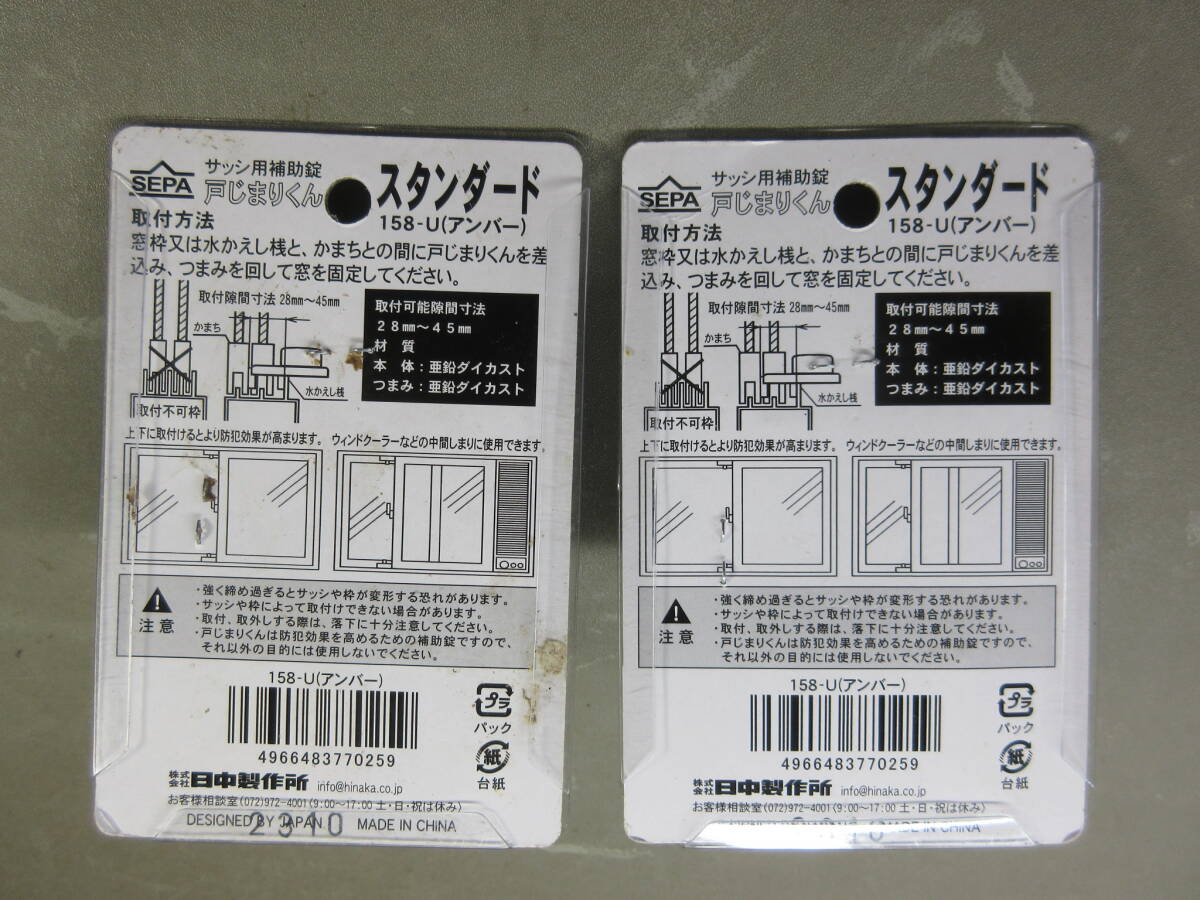 SEPA
サッシ用補助錠
戸じまりくん
スタンダード
158-U(アンバー)
取付方法
窓枠又は水かえし桟と、かまちとの間に戸じまりくんを差
込み、つまみを回して窓を固定してください。
取付隙間寸法 28㎜〜45㎜
かまち
水かえし桟
取付不可枠
取付可能隙間寸法
28㎜〜45㎜
材 質
本 体：亜鉛ダイカスト
つまみ：亜鉛ダイカスト
上下に取付けるとより防犯効果が高まります。
ウィンドクーラーなどの中間しまりに使用できます。
注意
・強く締め過ぎるとサッシや枠が変形する恐れがあります。
・サッシや枠によって取付けできない場合があります。
・取付、取外しする際は、落下に十分注意してください。
・戸じまりくんは防犯効果を高めるための補助錠ですので、
それ以外の目的には使用しないでください。
158-U(アンバー)
4966483770259
プラ
パック
紙
台紙
株式会社日中製作所 info@hinaka.co.jp
お客様相談室(072)972-4001(9:00〜17:00 土・日・祝は休み)
DESIGNED BY JAPAN MADE IN CHINA
2310
SEPA
サッシ用補助錠
戸じまりくん
スタンダード
158-U(アンバー)
取付方法
窓枠又は水かえし桟と、かまちとの間に戸じまりくんを差
込み、つまみを回して窓を固定してください。
取付隙間寸法 28㎜〜45㎜
かまち
水かえし桟
取付不可枠
取付可能隙間寸法
28㎜〜45㎜
材 質
本 体：亜鉛ダイカスト
つまみ：亜鉛ダイカスト
上下に取付けるとより防犯効果が高まります。
ウィンドクーラーなどの中間しまりに使用できます。
注意
・強く締め過ぎるとサッシや枠が変形する恐れがあります。
・サッシや枠によって取付けできない場合があります。
・取付、取外しする際は、落下に十分注意してください。
・戸じまりくんは防犯効果を高めるための補助錠ですので、
それ以外の目的には使用しないでください。
158-U(アンバー)
4966483770259
プラ
パック
紙
台紙
株式会社日中製作所 info@hinaka.co.jp
お客様相談室(072)972-4001(9:00〜17:00 土・日・祝は休み)
MADE IN CHINA